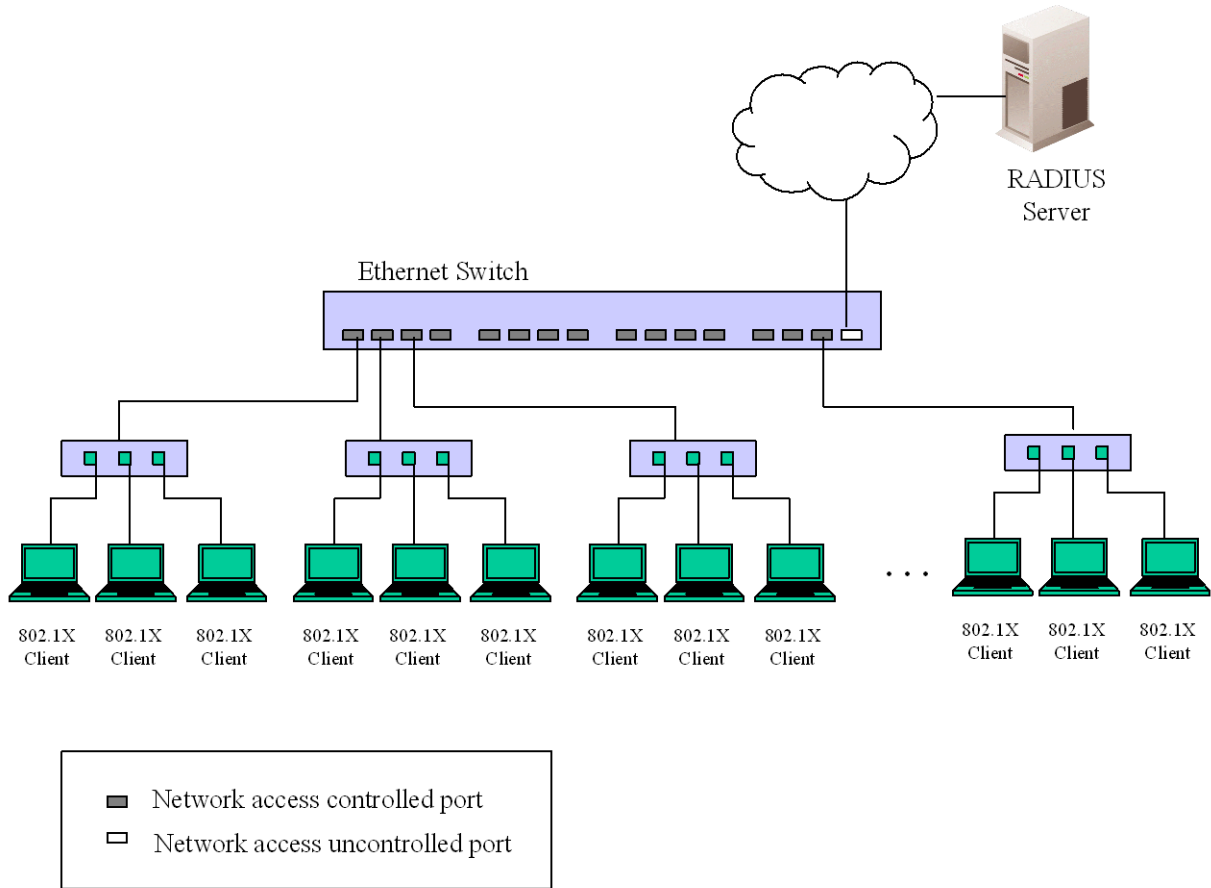 RADIUS
Server
Ethernet Switch
. . .
802.1X
Client
802.1X
Client
802.1X
Client
802.1X
Client
802.1X
Client
802.1X
Client
802.1X
Client
802.1X
Client
802.1X
Client
802.1X
Client
802.1X
Client
802.1X
Client
Network access controlled port
Network access uncontrolled port